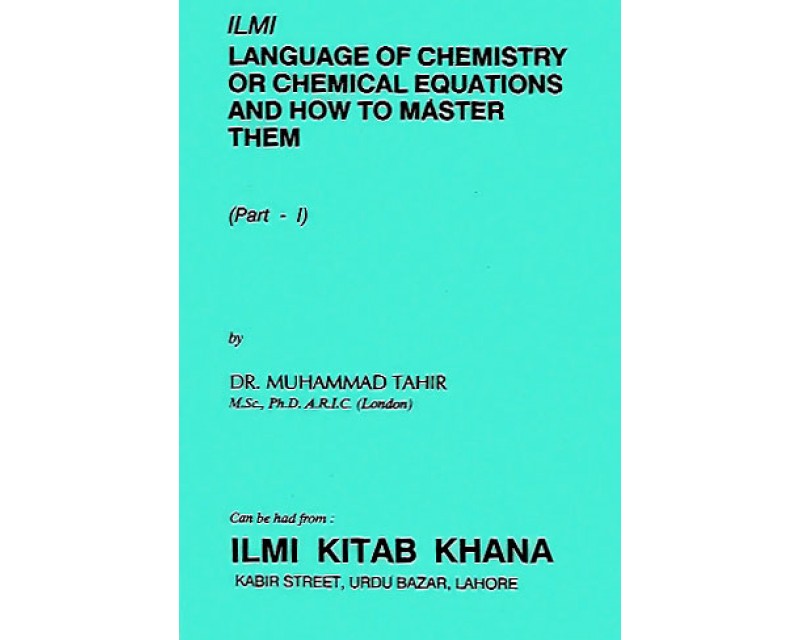 ILMI
LANGUAGE OF CHEMISTRY
OR CHEMICAL EQUATIONS
AND HOW TO MASTER
THEM
(Part - I)
by
DR. MUHAMMAD TAHIR
M.Sc., Ph.D. A.R.I.C. (London)
Can be had from :
ILMI KITAB KHANA
KABIR STREET, URDU BAZAR, LAHORE